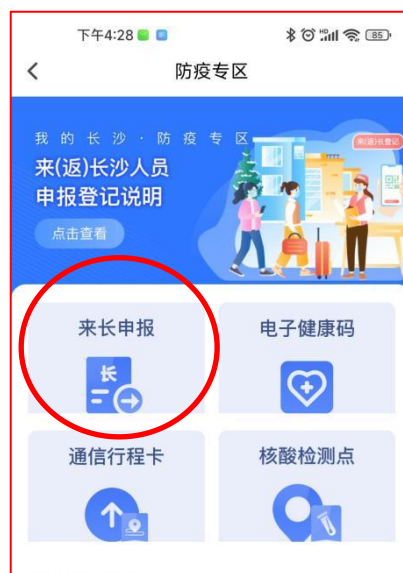 下午4:28
85
防疫专区
我的长沙·防疫专区
来(返)长登记
来(返)长沙人员
申报登记说明
点击查看
来长申报
电子健康码
长
通信行程卡
核酸检测点